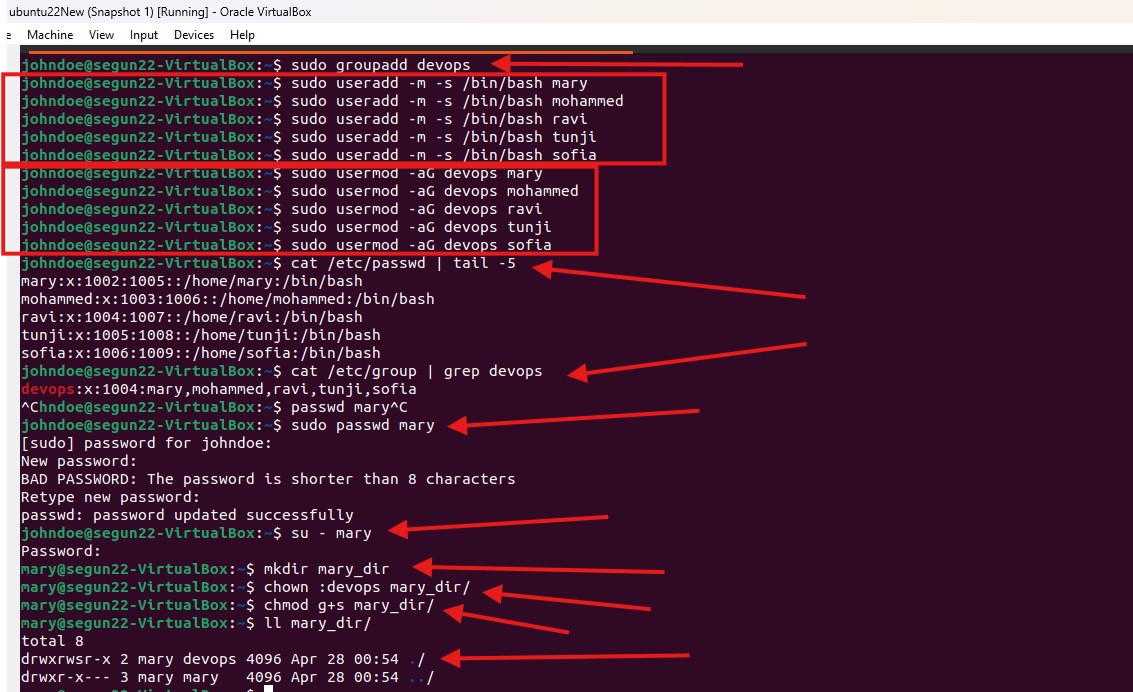 ubuntu22New (Snapshot 1) [Running] - Oracle VirtualBox
e Machine View Input Devices Help
johndoe@segun22-VirtualBox:~$ sudo groupadd devops
johndoe@segun22-VirtualBox:~$ sudo useradd -m -s /bin/bash mary
johndoe@segun22-VirtualBox:~$ sudo useradd -m -s /bin/bash mohammed
johndoe@segun22-VirtualBox:~$ sudo useradd -m -s /bin/bash ravi
johndoe@segun22-VirtualBox:~$ sudo useradd -m -s /bin/bash tunji
johndoe@segun22-VirtualBox:~$ sudo useradd -m -s /bin/bash sofia
johndoe@segun22-VirtualBox:~$ sudo usermod -aG devops mary
johndoe@segun22-VirtualBox:~$ sudo usermod -aG devops mohammed
johndoe@segun22-VirtualBox:~$ sudo usermod -aG devops ravi
johndoe@segun22-VirtualBox:~$ sudo usermod -aG devops tunji
johndoe@segun22-VirtualBox:~$ sudo usermod -aG devops sofia
johndoe@segun22-VirtualBox:~$ cat /etc/passwd | tail -5
mary:x:1002:1005::/home/mary:/bin/bash
mohammed:x:1003:1006::/home/mohammed:/bin/bash
ravi:x:1004:1007::/home/ravi:/bin/bash
tunji:x:1005:1008::/home/tunji:/bin/bash
sofia:x:1006:1009::/home/sofia:/bin/bash
johndoe@segun22-VirtualBox:~$ cat /etc/group | grep devops
devops:x:1004:mary,mohammed,ravi,tunji,sofia
^Chndoe@segun22-VirtualBox:~$ passwd mary^C
johndoe@segun22-VirtualBox:~$ sudo passwd mary
[sudo] password for johndoe:
New password:
BAD PASSWORD: The password is shorter than 8 characters
Retype new password:
passwd: password updated successfully
johndoe@segun22-VirtualBox:~$ su - mary
Password:
mary@segun22-VirtualBox:~$ mkdir mary_dir
mary@segun22-VirtualBox:~$ chown :devops mary_dir/
mary@segun22-VirtualBox:~$ chmod g+s mary_dir/
mary@segun22-VirtualBox:~$ ll mary_dir/
total 8
drwxrwsr-x 2 mary devops 4096 Apr 28 00:54 ./
drwxr-x--- 3 mary mary   4096 Apr 28 00:54 ../
mary@segun22-VirtualBox:~$